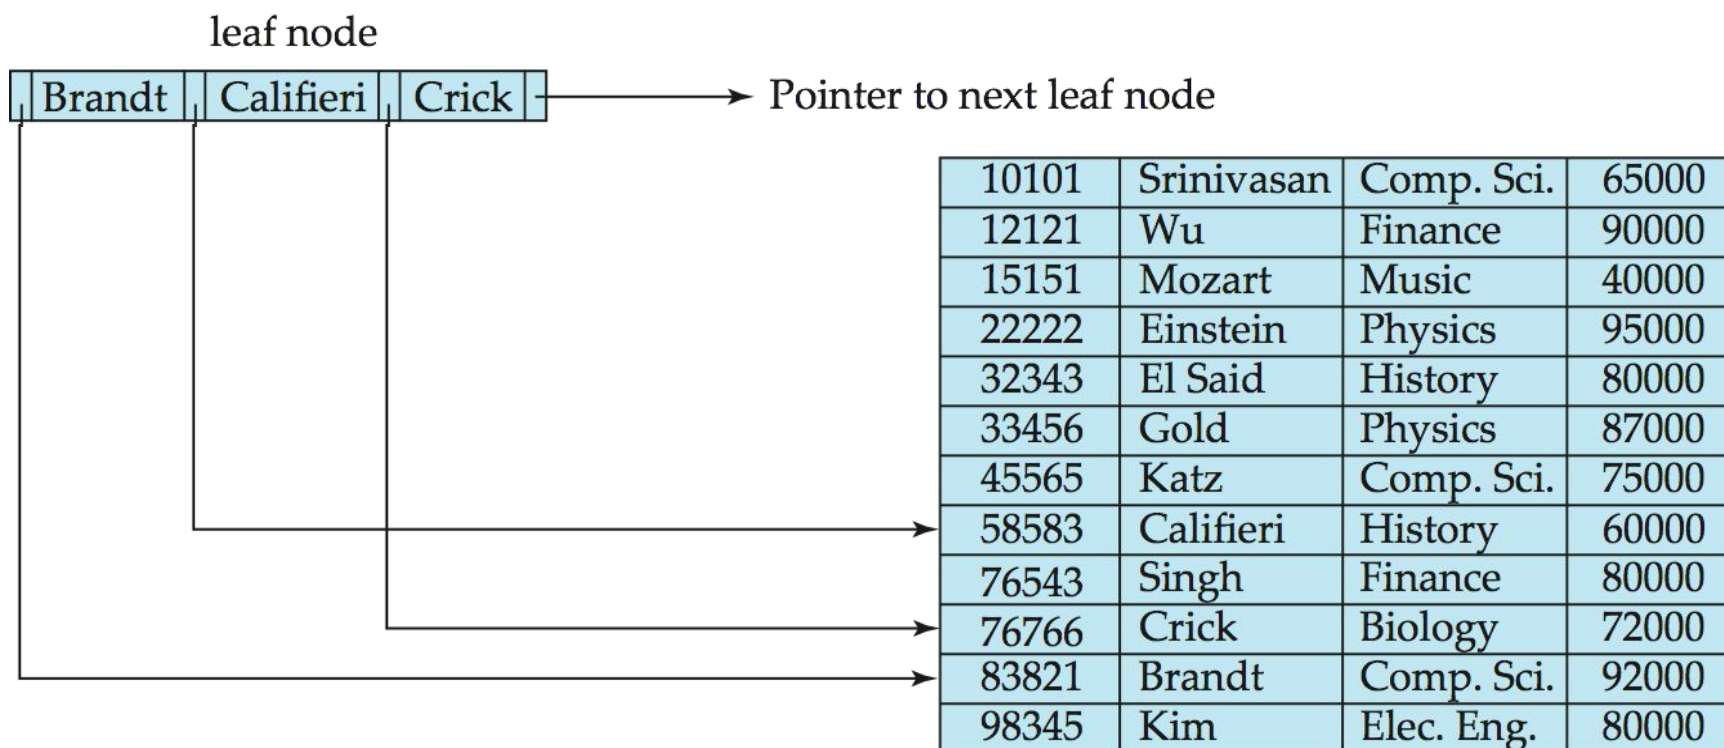 leaf node
Brandt Califieri Crick Pointer to next leaf node
10101 Srinivasan Comp. Sci. 65000
12121 Wu Finance 90000
15151 Mozart Music 40000
22222 Einstein Physics 95000
32343 El Said History 80000
33456 Gold Physics 87000
45565 Katz Comp. Sci. 75000
58583 Califieri History 60000
76543 Singh Finance 80000
76766 Crick Biology 72000
83821 Brandt Comp. Sci. 92000
98345 Kim Elec. Eng. 80000